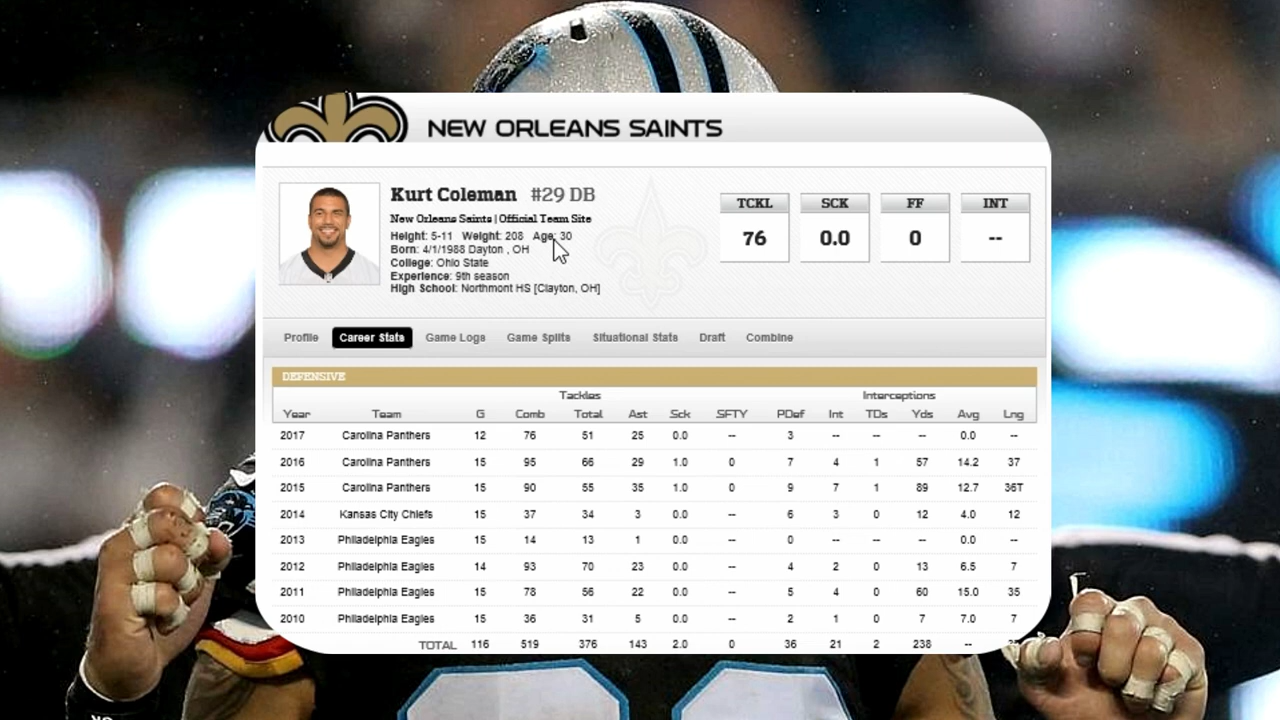 NEW ORLEANS SAINTS
Kurt Coleman #29 DB
New Orleans Saints | Official Team Site
Height: 5-11 Weight: 208 Age: 30
Born: 4/1/1988 Dayton , OH
College: Ohio State
Experience: 9th season
High School: Northmont HS [Clayton, OH]
TCKL SCK FF INT
76 0.0 0 --
Profile Career Stats Game Logs Game Splits Situational Stats Draft Combine
DEFENSIVE
Tackles Interceptions
Year Team G Comb Total Ast Sck SFTY PDef Int TDs Yds Avg Lng
2017 Carolina Panthers 12 76 51 25 0.0 -- 3 -- -- -- 0.0 --
2016 Carolina Panthers 15 95 66 29 1.0 0 7 4 1 57 14.2 37
2015 Carolina Panthers 15 90 55 35 1.0 0 9 7 1 89 12.7 36T
2014 Kansas City Chiefs 15 37 34 3 0.0 -- 6 3 0 12 4.0 12
2013 Philadelphia Eagles 15 14 13 1 0.0 -- 0 -- -- -- 0.0 --
2012 Philadelphia Eagles 14 93 70 23 0.0 -- 4 2 0 13 6.5 7
2011 Philadelphia Eagles 15 78 56 22 0.0 -- 5 4 0 60 15.0 35
2010 Philadelphia Eagles 15 36 31 5 0.0 -- 2 1 0 7 7.0 7
TOTAL 116 519 376 143 2.0 0 36 21 2 238 --